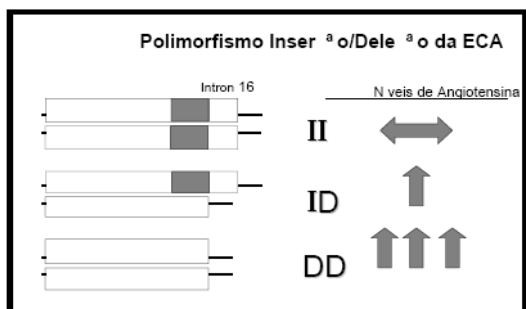 Polimorfismo Inser ª o/Dele ª o da ECA
Intron 16
N veis de Angiotensina
II
ID
DD